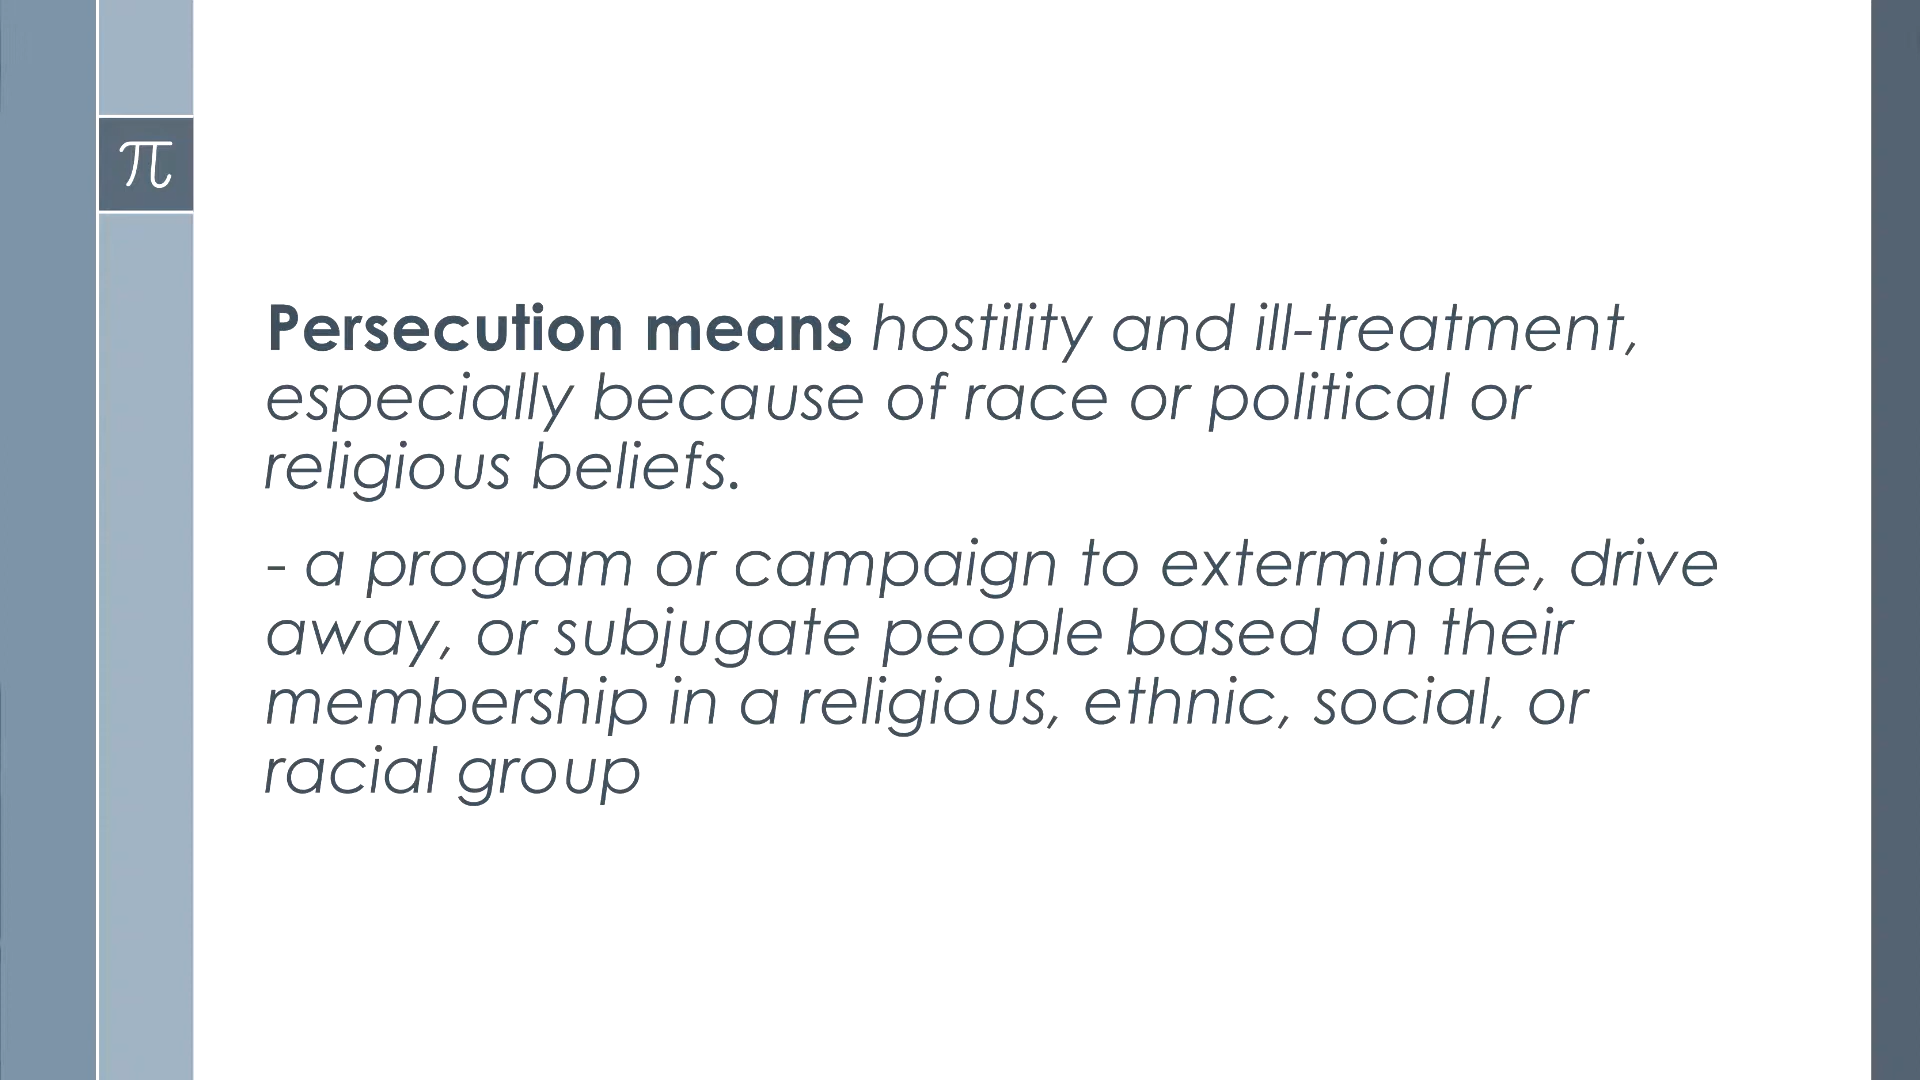 π
Persecution means hostility and ill-treatment,
especially because of race or political or
religious beliefs.
- a program or campaign to exterminate, drive
away, or subjugate people based on their
membership in a religious, ethnic, social, or
racial group